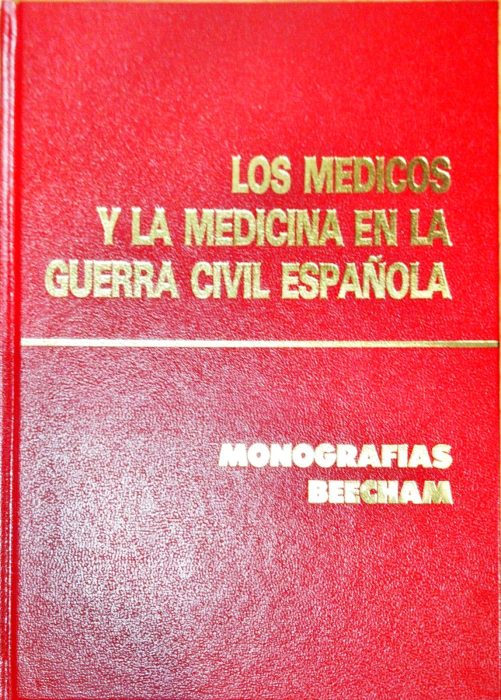 LOS MEDICOS
Y LA MEDICINA EN LA
GUERRA CIVIL ESPAÑOLA
MONOGRAFIAS
BEECHAM